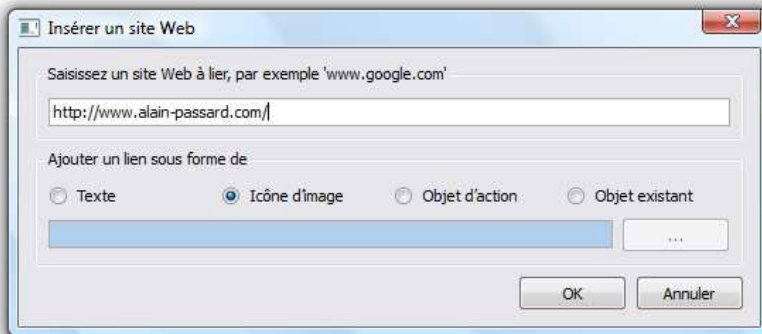 Insérer un site Web
Saisissez un site Web à lier, par exemple 'www.google.com'
http://www.alain-passard.com/
Ajouter un lien sous forme de
Texte Icône d'image Objet d'action Objet existant
...
OK Annuler